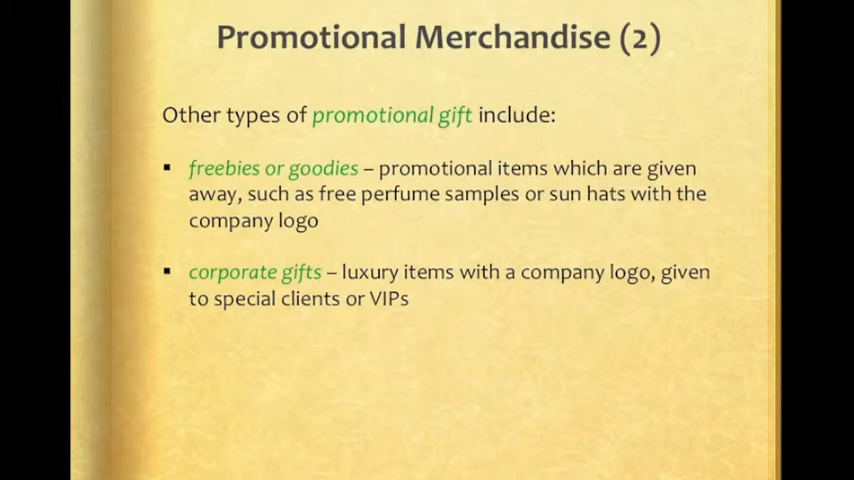 Promotional Merchandise (2)
Other types of promotional gift include:
▪ freebies or goodies – promotional items which are given
away, such as free perfume samples or sun hats with the
company logo
▪ corporate gifts – luxury items with a company logo, given
to special clients or VIPs